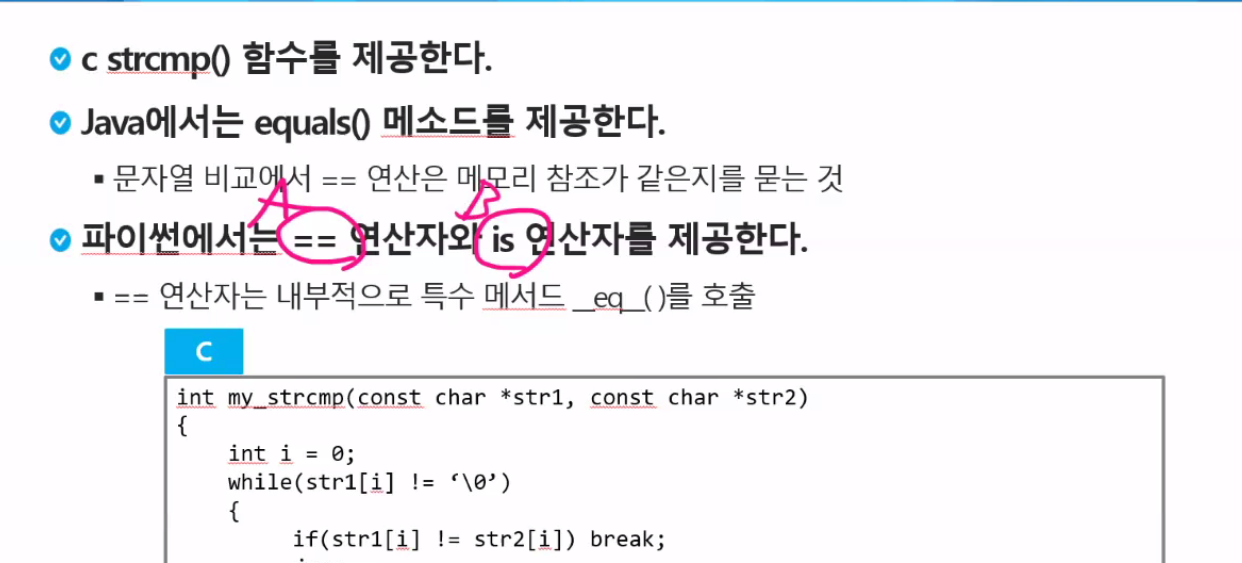 c strcmp() 함수를 제공한다.
Java에서는 equals() 메소드를 제공한다.
문자열 비교에서 == 연산은 메모리 참조가 같은지를 묻는 것
A B
파이썬에서는 == 연산자와 is 연산자를 제공한다.
== 연산자는 내부적으로 특수 메서드 __eq__()를 호출
C
int my_strcmp(const char *str1, const char *str2)
{
int i = 0;
while(str1[i] != ‘\0’)
{
if(str1[i] != str2[i]) break;